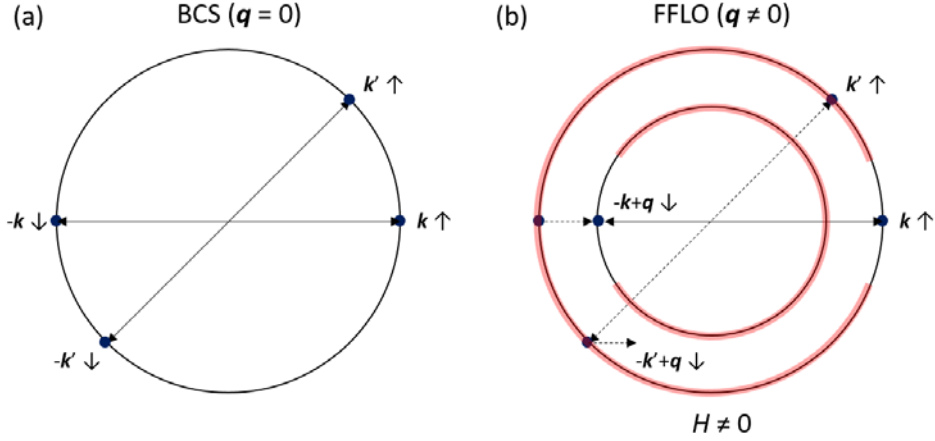 (a) BCS (q = 0)
k' ↑
-k ↓
k ↑
-k' ↓
(b) FFLO (q ≠ 0)
k' ↑
-k+q ↓
k ↑
-k'+q ↓
H ≠ 0